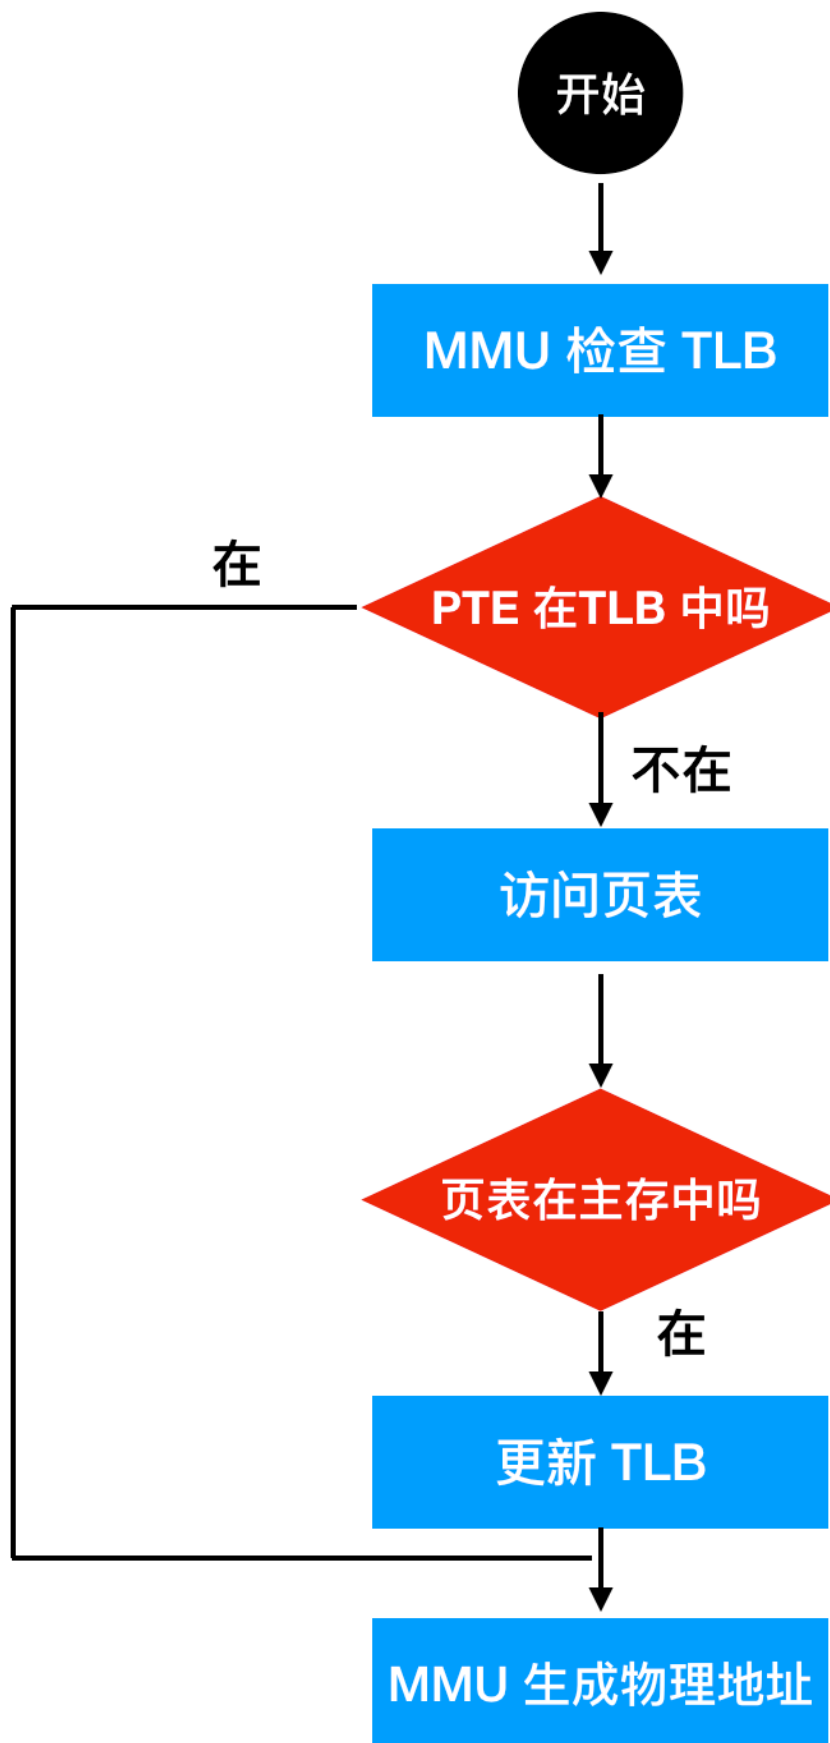 开始
MMU 检查 TLB
在
PTE 在TLB 中吗
不在
访问页表
页表在主存中吗
在
更新 TLB
MMU 生成物理地址